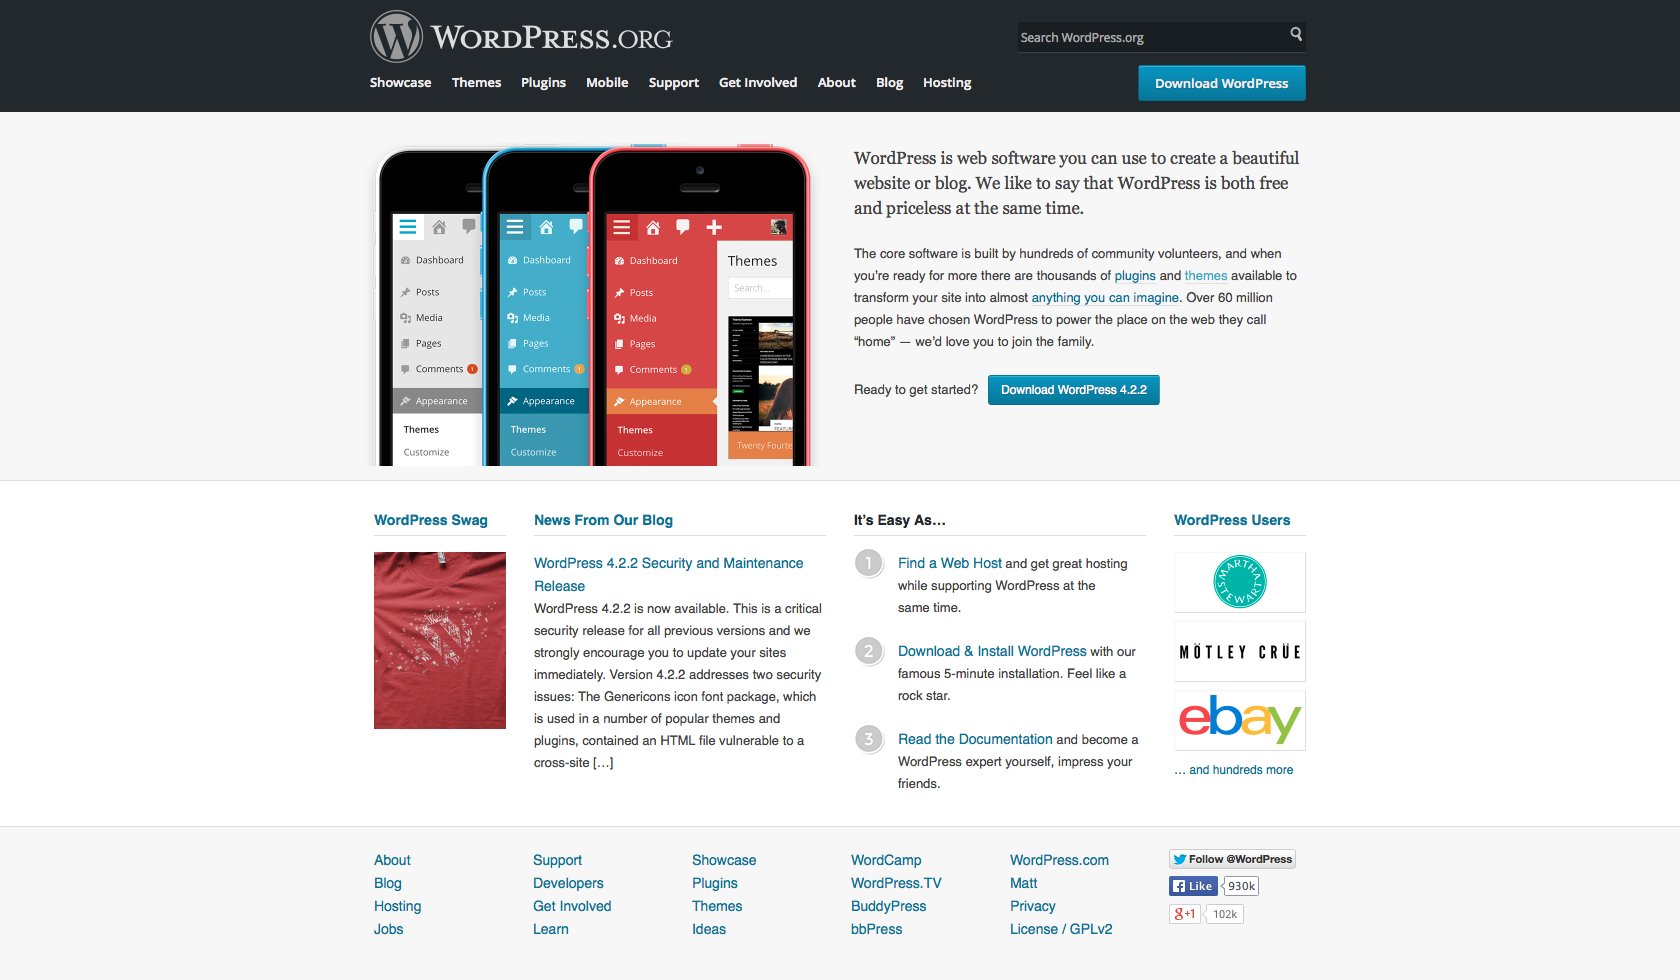 WORDPRESS.ORG
Search WordPress.org
Showcase Themes Plugins Mobile Support Get Involved About Blog Hosting
Download WordPress
Dashboard
Posts
Media
Pages
Comments 1
Appearance
Themes
Customize
Dashboard
Posts
Media
Pages
Comments 1
Appearance
Themes
Customize
Dashboard
Posts
Media
Pages
Comments 1
Appearance
Themes
Customize
Themes
Search...
Twenty Fourte
WordPress is web software you can use to create a beautiful
website or blog. We like to say that WordPress is both free
and priceless at the same time.
The core software is built by hundreds of community volunteers, and when
you’re ready for more there are thousands of plugins and themes available to
transform your site into almost anything you can imagine. Over 60 million
people have chosen WordPress to power the place on the web they call
“home” — we’d love you to join the family.
Ready to get started? Download WordPress 4.2.2
WordPress Swag
News From Our Blog
WordPress 4.2.2 Security and Maintenance
Release
WordPress 4.2.2 is now available. This is a critical
security release for all previous versions and we
strongly encourage you to update your sites
immediately. Version 4.2.2 addresses two security
issues: The Genericons icon font package, which
is used in a number of popular themes and
plugins, contained an HTML file vulnerable to a
cross-site […]
It’s Easy As…
1 Find a Web Host and get great hosting
while supporting WordPress at the
same time.
2 Download & Install WordPress with our
famous 5-minute installation. Feel like a
rock star.
3 Read the Documentation and become a
WordPress expert yourself, impress your
friends.
WordPress Users
MARTHA STEWART
MÖTLEY CRÜE
ebay
… and hundreds more
About
Blog
Hosting
Jobs
Support
Developers
Get Involved
Learn
Showcase
Plugins
Themes
Ideas
WordCamp
WordPress.TV
BuddyPress
bbPress
WordPress.com
Matt
Privacy
License / GPLv2
Follow @WordPress
Like 930k
g+1 102k